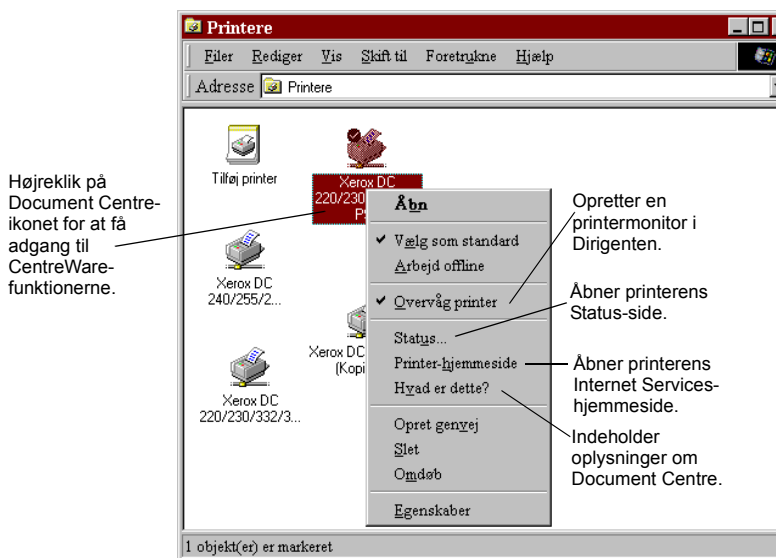 Printere
Filer Rediger Vis Skift til Foretrukne Hjælp
Adresse Printere
Højreklik på
Document Centre-
ikonet for at få
adgang til
CentreWare-
funktionerne.
Tilføj printer
Xerox DC
220/230
Xerox DC
240/255/2...
Xerox DC
(Kopi
Xerox DC
220/230/332/3...
Åbn
Vælg som standard
Arbejd offline
Overvåg printer
Status...
Printer-hjemmeside
Hvad er dette?
Opret genvej
Slet
Omdøb
Egenskaber
Opretter en
printermonitor i
Dirigenten.
Åbner printerens
Status-side.
Åbner printerens
Internet Services-
hjemmeside.
Indeholder
oplysninger om
Document Centre.
1 objekt(er) er markeret